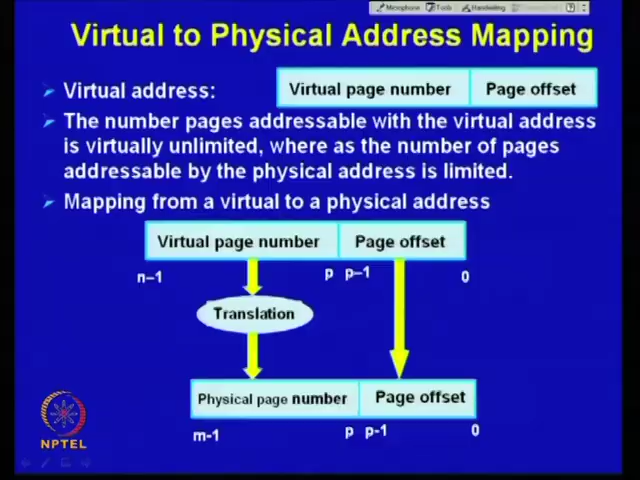 Microphone Tools Handwriting
Virtual to Physical Address Mapping
Virtual address:
Virtual page number Page offset
The number pages addressable with the virtual address
is virtually unlimited, where as the number of pages
addressable by the physical address is limited.
Mapping from a virtual to a physical address
Virtual page number Page offset
n–1 p p–1 0
Translation
Physical page number Page offset
m-1 p p-1 0
NPTEL